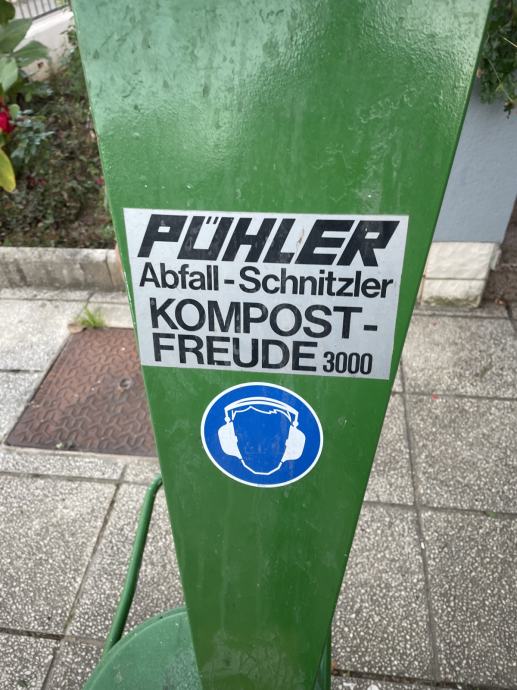 PÜHLER
Abfall-Schnitzler
KOMPOST-
FREUDE 3000